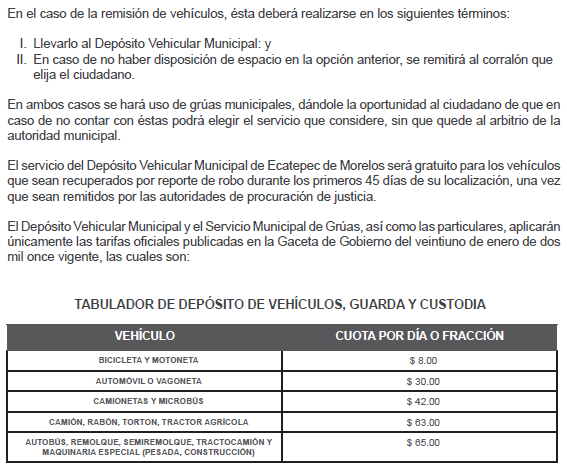 En el caso de la remisión de vehículos, ésta deberá realizarse en los siguientes términos:
I. Llevarlo al Depósito Vehicular Municipal: y
II. En caso de no haber disposición de espacio en la opción anterior, se remitirá al corralón que
elija el ciudadano.
En ambos casos se hará uso de grúas municipales, dándole la oportunidad al ciudadano de que en
caso de no contar con éstas podrá elegir el servicio que considere, sin que quede al arbitrio de la
autoridad municipal.
El servicio del Depósito Vehicular Municipal de Ecatepec de Morelos será gratuito para los vehículos
que sean recuperados por reporte de robo durante los primeros 45 días de su localización, una vez
que sean remitidos por las autoridades de procuración de justicia.
El Depósito Vehicular Municipal y el Servicio Municipal de Grúas, así como las particulares, aplicarán
únicamente las tarifas oficiales publicadas en la Gaceta de Gobierno del veintiuno de enero de dos
mil once vigente, las cuales son:
TABULADOR DE DEPÓSITO DE VEHÍCULOS, GUARDA Y CUSTODIA
VEHÍCULO CUOTA POR DÍA O FRACCIÓN
BICICLETA Y MOTONETA $ 8.00
AUTOMÓVIL O VAGONETA $ 30.00
CAMIONETAS Y MICROBÚS $ 42.00
CAMIÓN, RABÓN, TORTON, TRACTOR AGRÍCOLA $ 63.00
AUTOBÚS, REMOLQUE, SEMIREMOLQUE, TRACTOCAMIÓN Y $ 65.00
MAQUINARIA ESPECIAL (PESADA, CONSTRUCCIÓN)